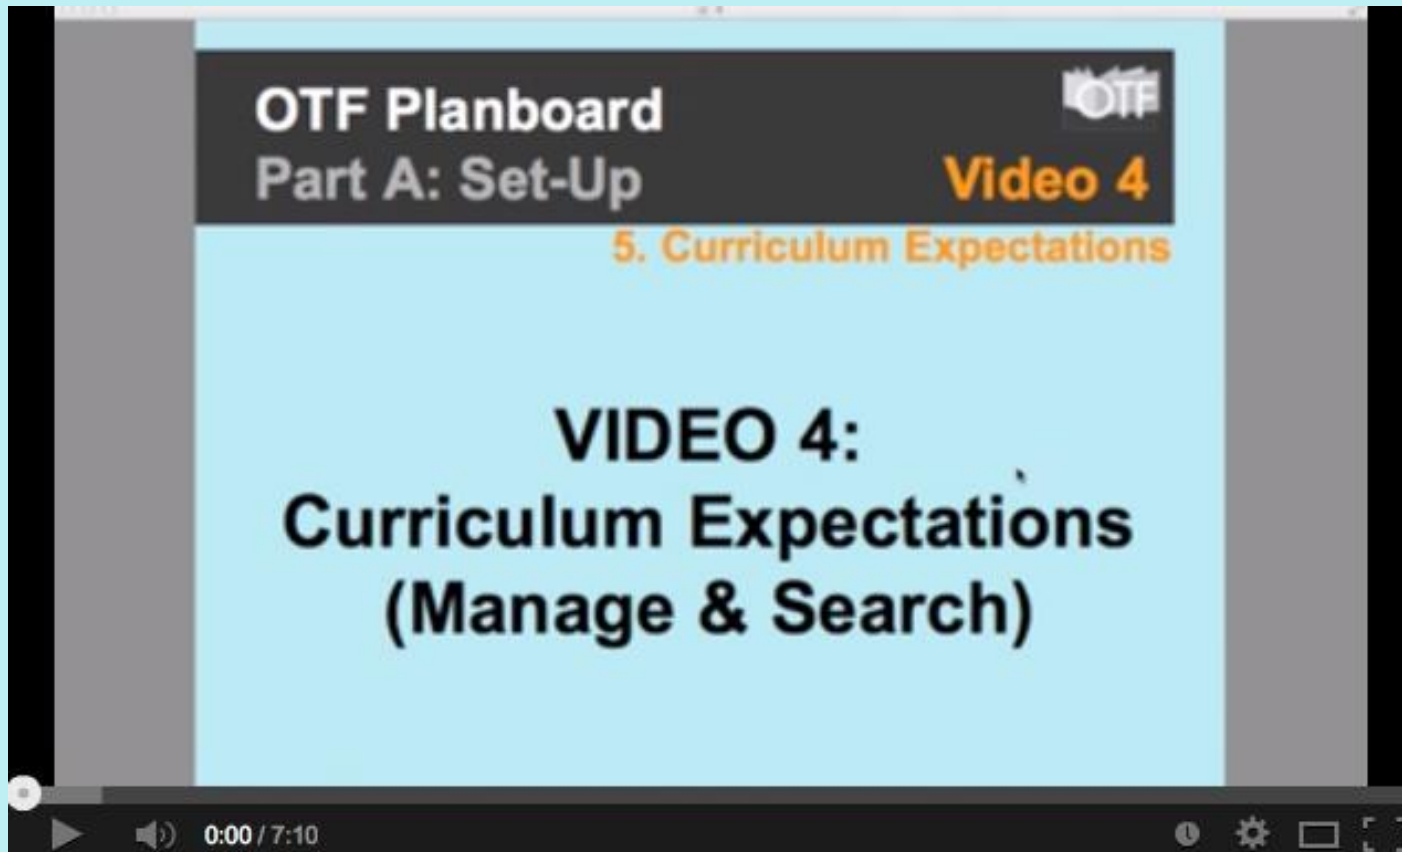 OTF Planboard
OTF
Part A: Set-Up
Video 4
5. Curriculum Expectations
VIDEO 4:
Curriculum Expectations
(Manage & Search)
0:00 / 7:10